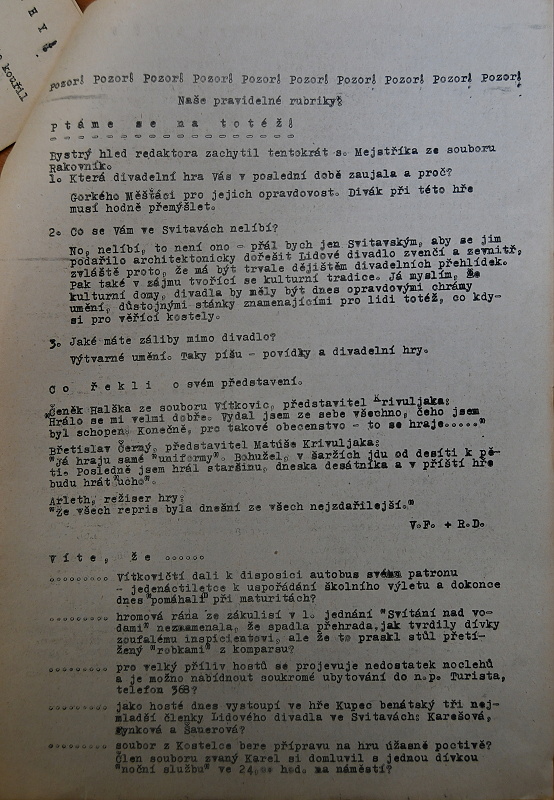 H Y !
kouřil
Pozor! Pozor! Pozor! Pozor! Pozor! Pozor! Pozor! Pozor! Pozor! Pozor!
Naše pravidelné rubriky!
P t á m e   s e   n a   t o t é ž !
Bystrý hled redaktora zachytil tentokrát s. Mejstříka ze souboru
Rakovník.
1. Která divadelní hra Vás v poslední době zaujala a proč?
Gorkého Měšťáci pro jejich opravdovost. Divák při této hře
musí hodně přemýšlet.
2. Co se Vám ve Svitavách nelíbí?
No, nelíbí, to není ono - přál bych jen Svitavským, aby se jim
podařilo architektonicky dořešit Lidové divadlo zvenčí a zevnitř,
zvláště proto, že má být trvale dějištěm divadelních přehlídek.
Pak také v zájmu tvořící se kulturní tradice. Já myslím, že
kulturní domy, divadla by měly být dnes opravdovými chrámy
umění, důstojnými stánky znamenajícími pro lidi totéž, co kdy-
si pro věřící kostely.
3. Jaké máte záliby mimo divadlo?
Výtvarné umění. Taky píšu - povídky a divadelní hry.
C o   ř e k l i   o svém představení.
Čeněk Halška ze souboru Vítkovic, představitel Krivuljaka:
"Hrálo se mi velmi dobře. Vydal jsem ze sebe všechno, čeho jsem
byl schopen. Konečně, pro takové obecenstvo - to se hraje....."
Břetislav Černý, představitel Matúše Krivuljaka:
"Já hraju samé "uniformy". Bohužel, v šaržích jdu od desíti k pě-
ti. Posledně jsem hrál staršinu, dneska desátníka a v příští hře
budu hrát "ucho".
Arleth, režiser hry:
"Ze všech repris byla dnešní ze všech nejzdařilejší."
V.F. + R.D.
V í t e ,   ž e ......
......... Vítkovičtí dali k disposici autobus svému patronu
- jedenáctiletce k uspořádání školního výletu a dokonce
dnes "pomáhali" při maturitách?
......... hromová rána ze zákulisí v 1. jednání "Svítání nad vo-
dami" neznamenala, že spadla přehrada, jak tvrdily dívky
zoufalému inspicientovi, ale že to praskl stůl přetí-
žený "robkami" z komparsu?
......... pro velký příliv hostů se projevuje nedostatek noclehů
a je možno nabídnout soukromé ubytování do n.p. Turista,
telefon 368?
......... jako hosté dnes vystoupí ve hře Kupec benátský tři nej-
mladší členky Lidového divadla ve Svitavách: Karešová,
Hynková a Šauerová?
......... soubor z Kostelce bere přípravu na hru úžasně poctivě?
Člen souboru zvaný Karel si domluvil s jednou dívkou
"noční službu" ve 24,oo hod. na náměstí?